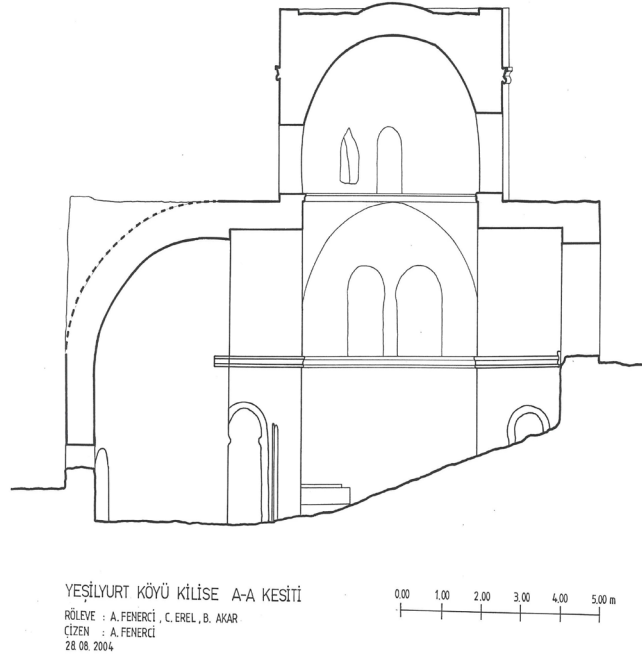 YEŞİLYURT KÖYÜ KİLİSE A-A KESİTİ
RÖLEVE : A.FENERCİ , C. EREL , B. AKAR
ÇİZEN : A.FENERCİ
28.08.2004
0.00 1.00 2.00 3.00 4.00 5.00 m